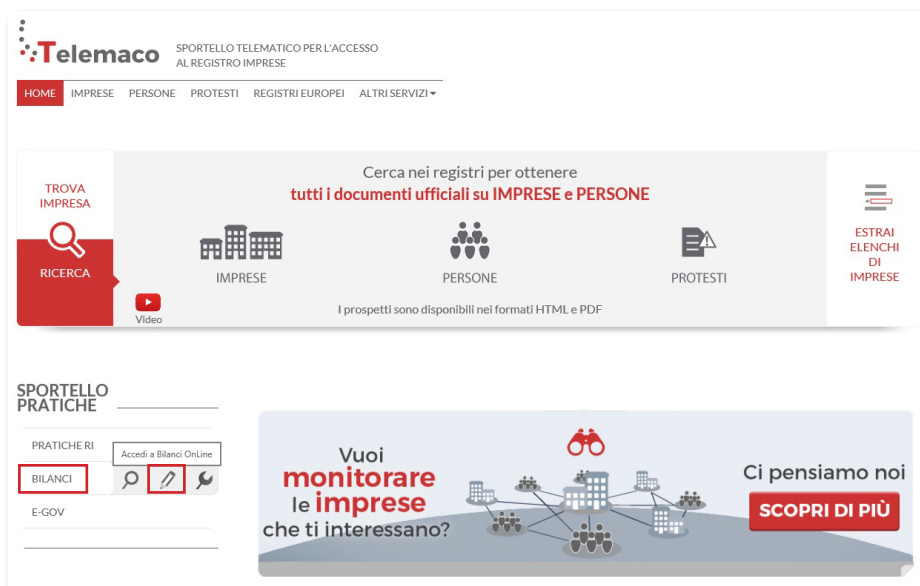 Telemaco
SPORTELLO TELEMATICO PER L'ACCESSO
AL REGISTRO IMPRESE
HOME IMPRESE PERSONE PROTESTI REGISTRI EUROPEI ALTRI SERVIZI
TROVA
IMPRESA
RICERCA
Cerca nei registri per ottenere
tutti i documenti ufficiali su IMPRESE e PERSONE
IMPRESE
PERSONE
PROTESTI
Video
I prospetti sono disponibili nei formati HTML e PDF
ESTRAI
ELENCHI
DI
IMPRESE
SPORTELLO
PRATICHE
PRATICHE RI
Accedi a Bilanci OnLine
BILANCI
E-GOV
Vuoi
monitorare
le imprese
che ti interessano?
Ci pensiamo noi
SCOPRI DI PIÙ